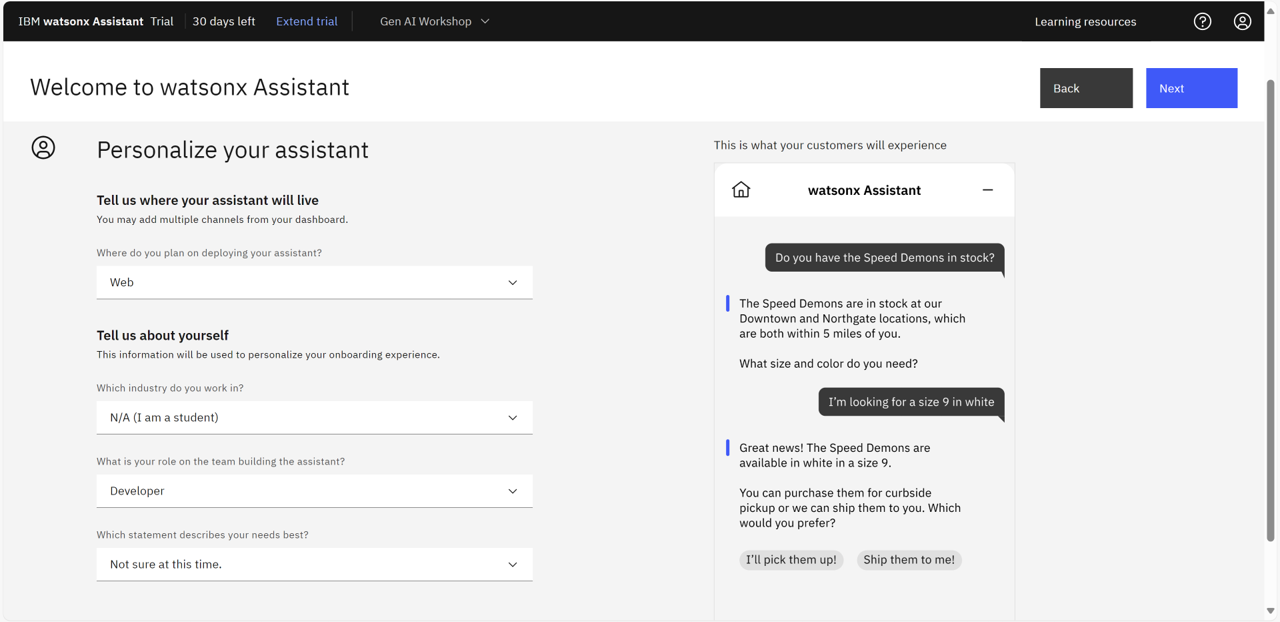 IBM watsonx Assistant Trial 30 days left Extend trial Gen AI Workshop Learning resources
Welcome to watsonx Assistant
Back
Next
Personalize your assistant
Tell us where your assistant will live
You may add multiple channels from your dashboard.
Where do you plan on deploying your assistant?
Web
Tell us about yourself
This information will be used to personalize your onboarding experience.
Which industry do you work in?
N/A (I am a student)
What is your role on the team building the assistant?
Developer
Which statement describes your needs best?
Not sure at this time.
This is what your customers will experience
watsonx Assistant
Do you have the Speed Demons in stock?
The Speed Demons are in stock at our
Downtown and Northgate locations, which
are both within 5 miles of you.
What size and color do you need?
I’m looking for a size 9 in white
Great news! The Speed Demons are
available in white in a size 9.
You can purchase them for curbside
pickup or we can ship them to you. Which
would you prefer?
I’ll pick them up!
Ship them to me!